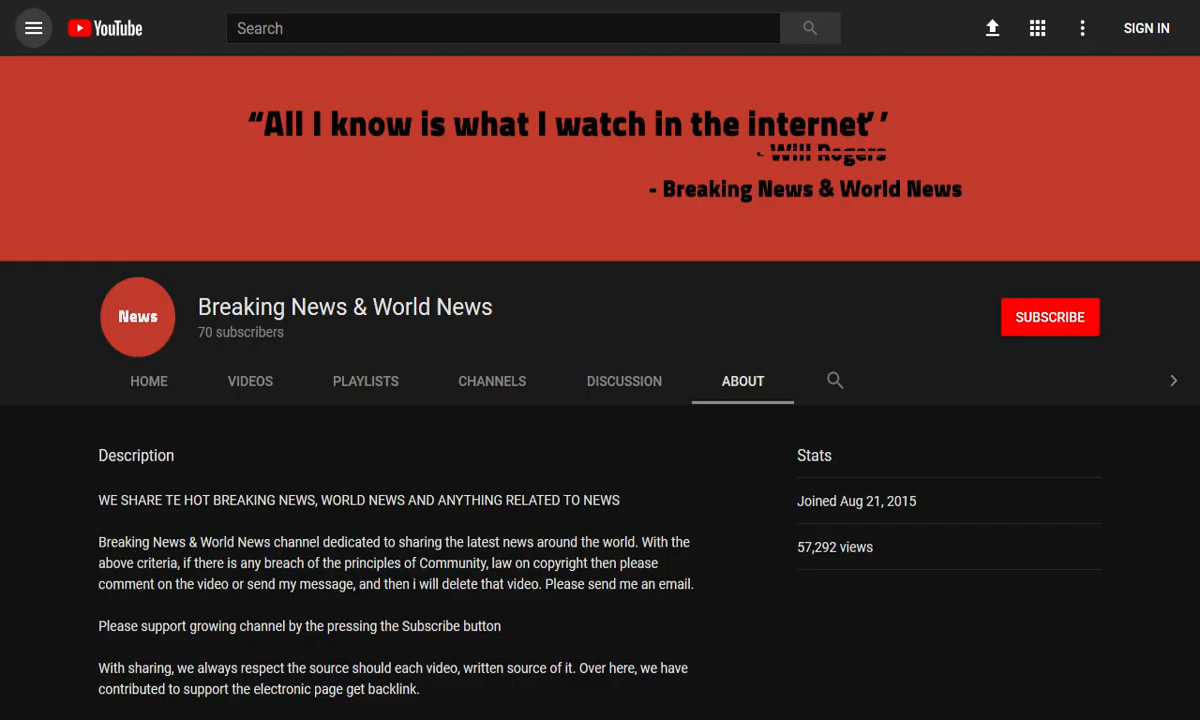 YouTube
Search
SIGN IN
“All I know is what I watch in the internet’’
- Will Rogers
- Breaking News & World News
News
Breaking News & World News
70 subscribers
SUBSCRIBE
HOME VIDEOS PLAYLISTS CHANNELS DISCUSSION ABOUT
Description
WE SHARE TE HOT BREAKING NEWS, WORLD NEWS AND ANYTHING RELATED TO NEWS
Breaking News & World News channel dedicated to sharing the latest news around the world. With the
above criteria, if there is any breach of the principles of Community, law on copyright then please
comment on the video or send my message, and then i will delete that video. Please send me an email.
Please support growing channel by the pressing the Subscribe button
With sharing, we always respect the source should each video, written source of it. Over here, we have
contributed to support the electronic page get backlink.
Stats
Joined Aug 21, 2015
57,292 views